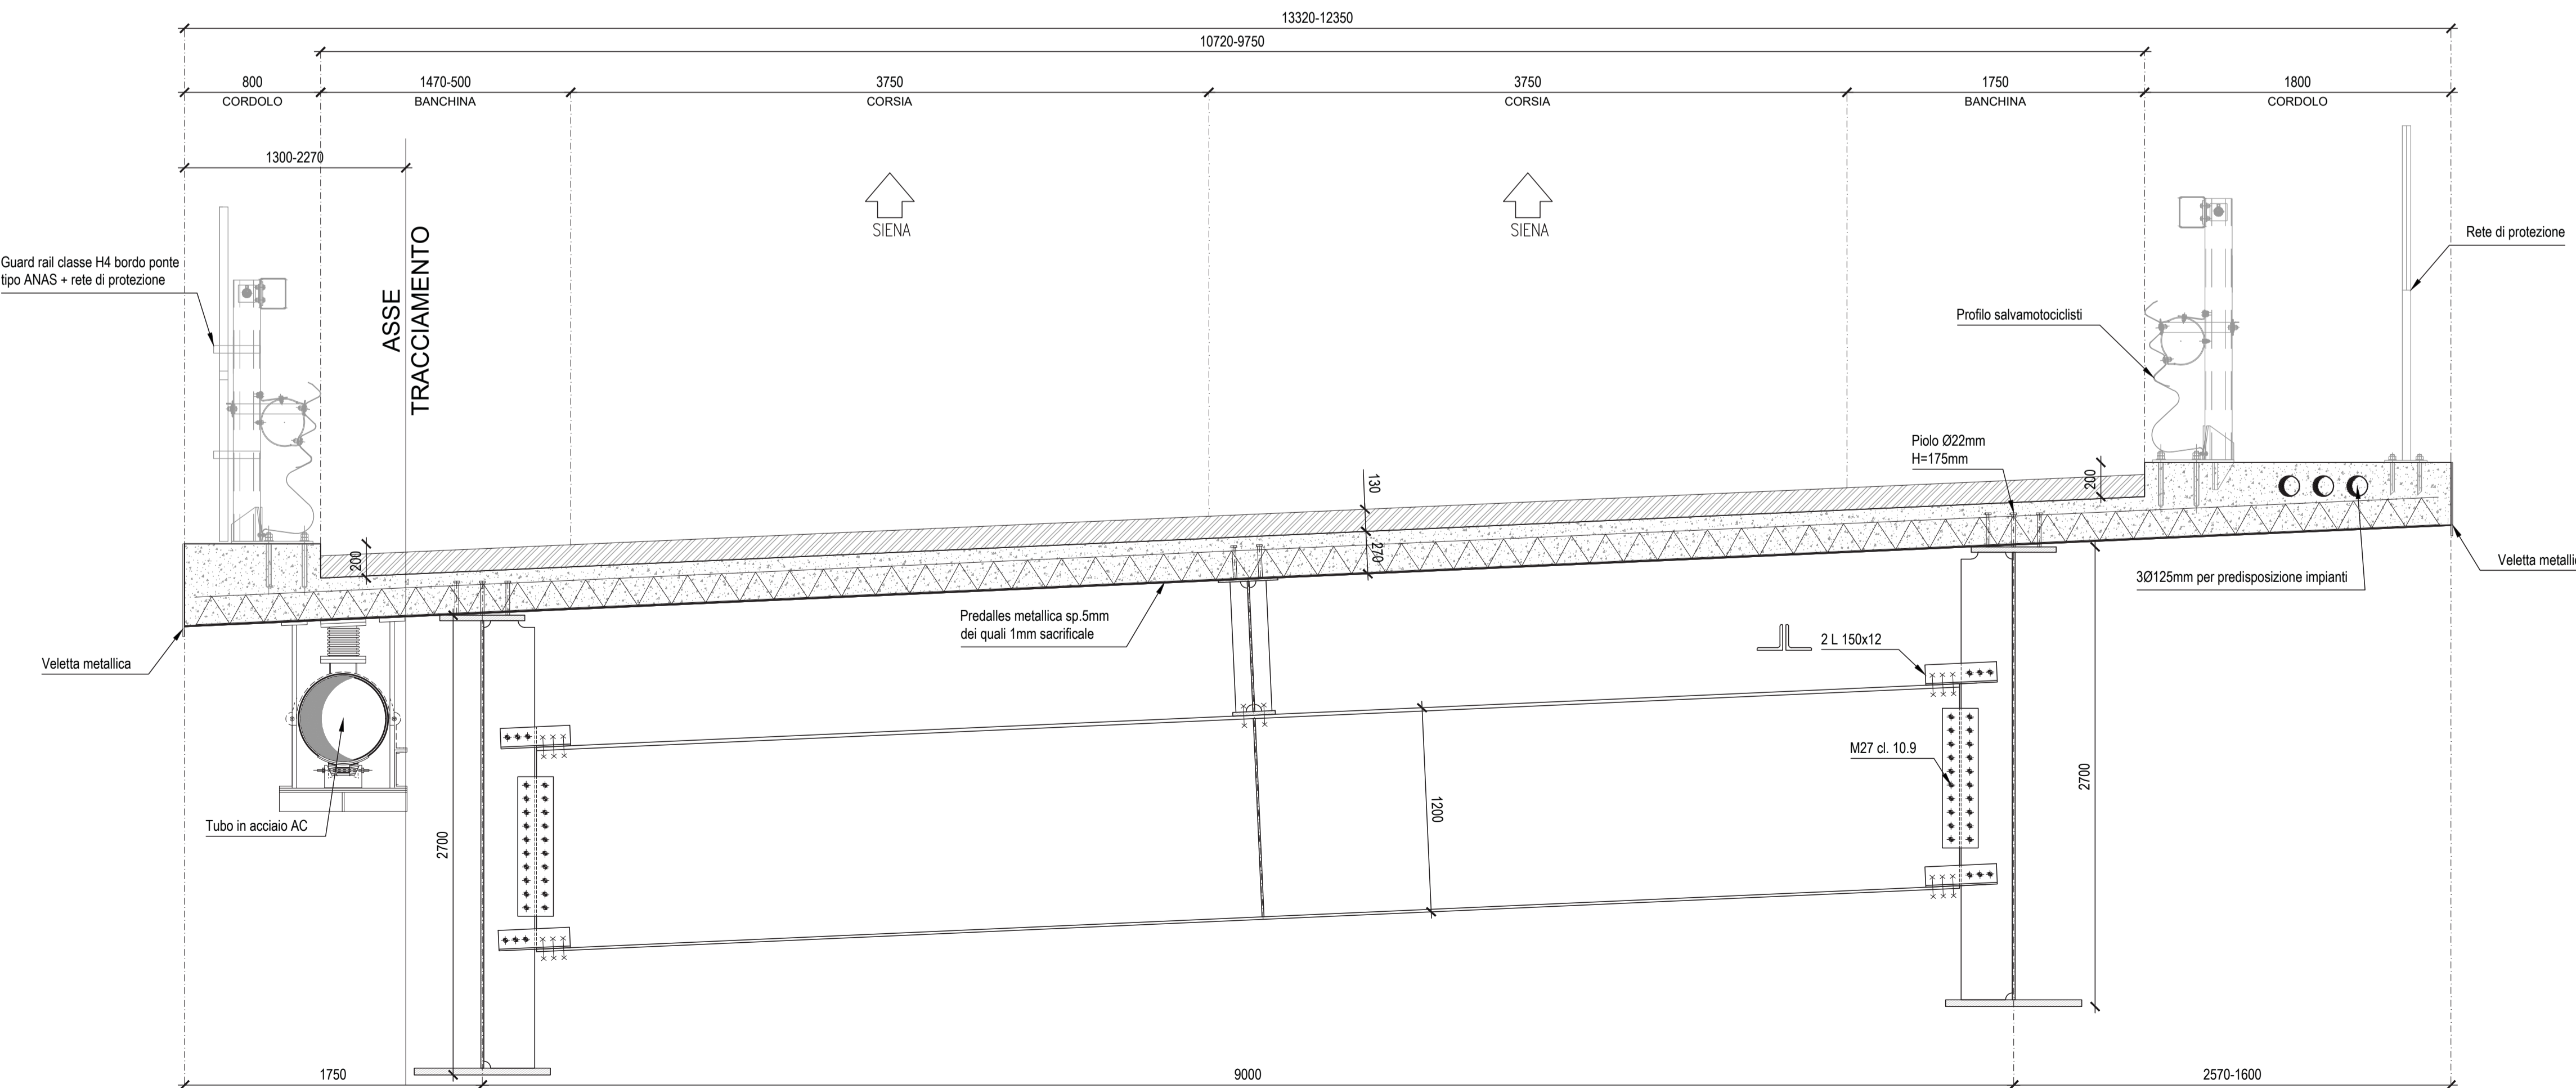 13320-12350
10720-9750
800
1470-500
3750
3750
1750
1800
CORDOLO
BANCHINA
CORSIA
CORSIA
BANCHINA
CORDOLO
1300-2270
ASSE
TRACCIAMENTO
SIENA
SIENA
Guard rail classe H4 bordo ponte
tipo ANAS + rete di protezione
Rete di protezione
Profilo salvamotociclisti
Piolo Ø22mm
H=175mm
130
200
200
270
Veletta metalli
3Ø125mm per predisposizione impianti
Predalles metallica sp.5mm
dei quali 1mm sacrificale
2 L 150x12
Veletta metallica
M27 cl. 10.9
2700
1200
Tubo in acciaio AC
2700
1750
9000
2570-1600